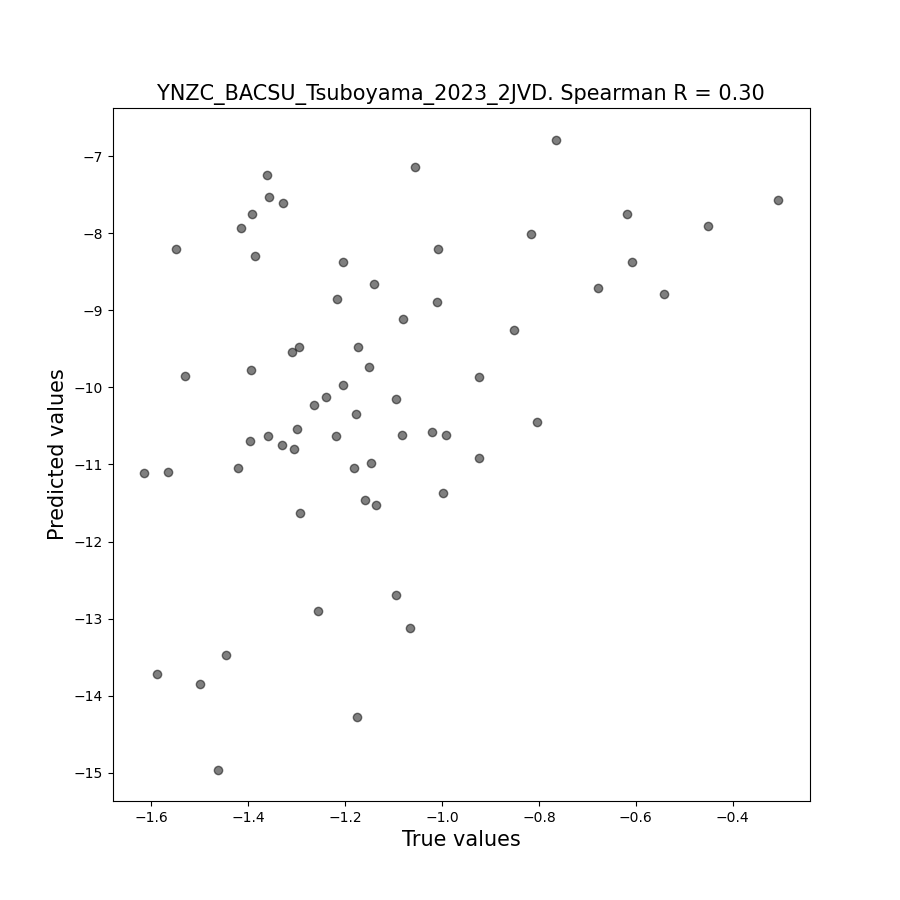 YNZC_BACSU_Tsuboyama_2023_2JVD. Spearman R = 0.30
−7
−8
−9
−10
−11
−12
−13
−14
−15
Predicted values
−1.6 −1.4 −1.2 −1.0 −0.8 −0.6 −0.4
True values